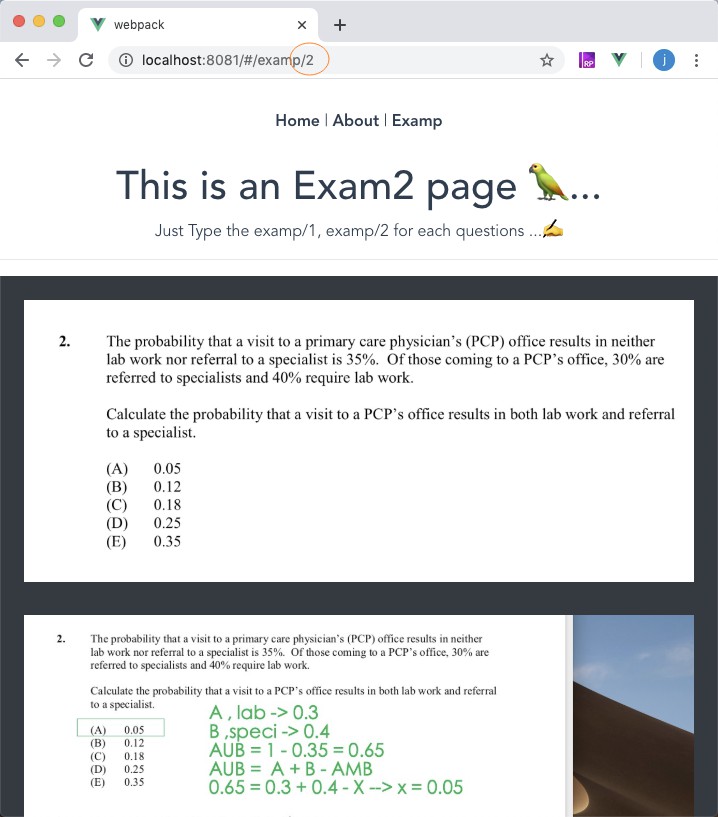 webpack
localhost:8081/#/examp/2
RP
j
Home | About | Examp
This is an Exam2 page 🦜...
Just Type the examp/1, examp/2 for each questions ...✍️
2. The probability that a visit to a primary care physician's (PCP) office results in neither
lab work nor referral to a specialist is 35%. Of those coming to a PCP's office, 30% are
referred to specialists and 40% require lab work.
Calculate the probability that a visit to a PCP's office results in both lab work and referral
to a specialist.
(A) 0.05
(B) 0.12
(C) 0.18
(D) 0.25
(E) 0.35
2. The probability that a visit to a primary care physician's (PCP) office results in neither
lab work nor referral to a specialist is 35%. Of those coming to a PCP's office, 30% are
referred to specialists and 40% require lab work.
Calculate the probability that a visit to a PCP's office results in both lab work and referral
to a specialist.
(A) 0.05
(B) 0.12
(C) 0.18
(D) 0.25
(E) 0.35
A , lab -> 0.3
B ,speci -> 0.4
AUB = 1 - 0.35 = 0.65
AUB = A + B - AMB
0.65 = 0.3 + 0.4 - X --> x = 0.05